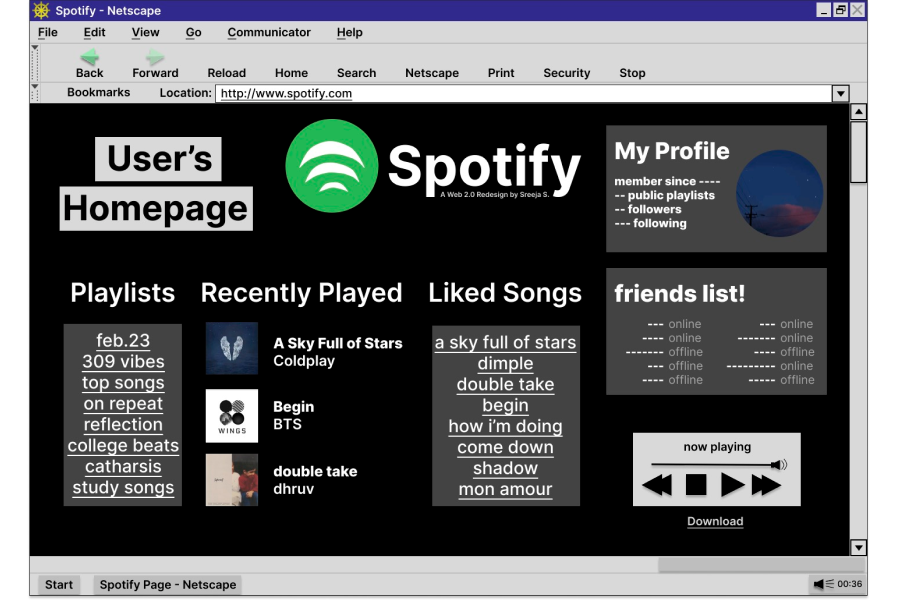 Spotify - Netscape
File Edit View Go Communicator Help
Back Forward Reload Home Search Netscape Print Security Stop
Bookmarks Location: http://www.spotify.com
User's
Homepage
Spotify
A Web 2.0 Redesign by Sreeja S.
My Profile
member since ----
-- public playlists
-- followers
--- following
Playlists
feb.23
309 vibes
top songs
on repeat
reflection
college beats
catharsis
study songs
Recently Played
A Sky Full of Stars
Coldplay
WINGS
Begin
BTS
double take
dhruv
Liked Songs
a sky full of stars
dimple
double take
begin
how i'm doing
come down
shadow
mon amour
friends list!
--- online --- online
---- online ------- online
------- offline ------- offline
------ offline --------- online
---- offline ----- offline
now playing
Download
Start Spotify Page - Netscape 00:36